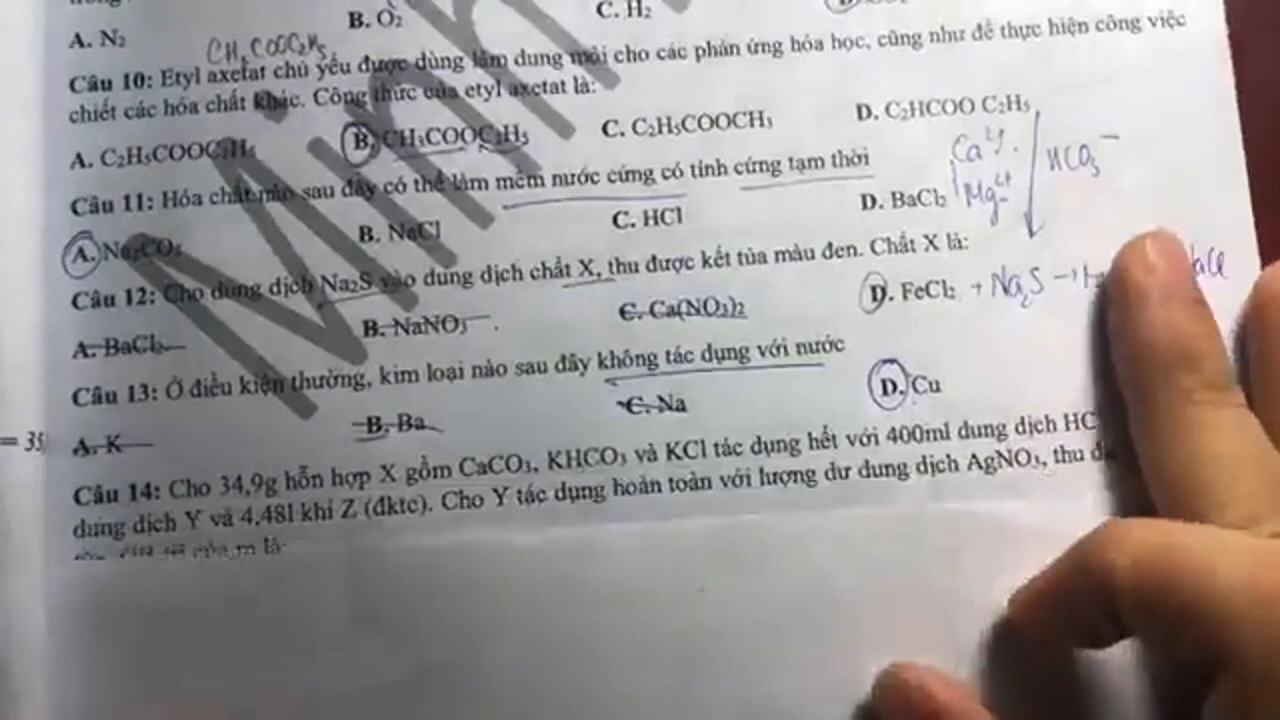 A. N₂ B. O₂ C. H₂
CH₃COOC₂H₅
Câu 10: Etyl axetat chủ yếu được dùng làm dung môi cho các phản ứng hóa học, cũng như để thực hiện công việc
chiết các hóa chất khác. Công thức của etyl axetat là:
A. C₂H₅COOC₂H₅ B. CH₃COOC₂H₅ C. C₂H₅COOCH₃ D. C₂HCOO C₂H₅
Câu 11: Hóa chất nào sau đây có thể làm mềm nước cứng có tính cứng tạm thời
Ca²⁺ Mg²⁺ HCO₃⁻
A. Na₂CO₃ B. NaCl C. HCl D. BaCl₂
Câu 12: Cho dung dịch Na₂S vào dung dịch chất X, thu được kết tủa màu đen. Chất X là:
A. BaCl₂ B. NaNO₃ C. Ca(NO₃)₂ D. FeCl₂ + Na₂S →
Câu 13: Ở điều kiện thường, kim loại nào sau đây không tác dụng với nước
A. K B. Ba C. Na D. Cu
= 35
Câu 14: Cho 34,9g hỗn hợp X gồm CaCO₃, KHCO₃ và KCl tác dụng hết với 400ml dung dịch HC
dung dịch Y và 4,48l khí Z (đktc). Cho Y tác dụng hoàn toàn với lượng dư dung dịch AgNO₃, thu
m là: